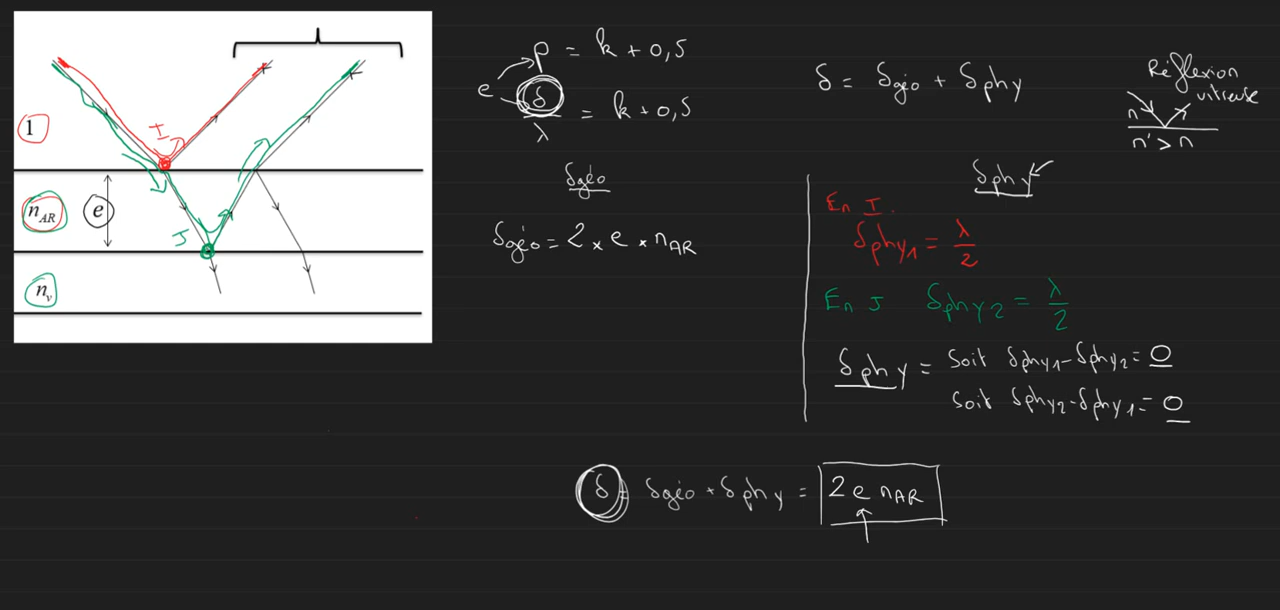 1
I
n_AR
e
J
n_v
p = k + 0,5
e
δ/λ = k + 0,5
δgéo
δgéo = 2 × e × n_AR
δ = δgéo + δphy
Réflexion
vitreuse
n
n' > n
δphy
En I.
δphy1 = λ/2
En J δphy2 = λ/2
δphy = soit δphy1 - δphy2 = 0
soit δphy2 - δphy1 = 0
δ = δgéo + δphy = 2 e n_AR